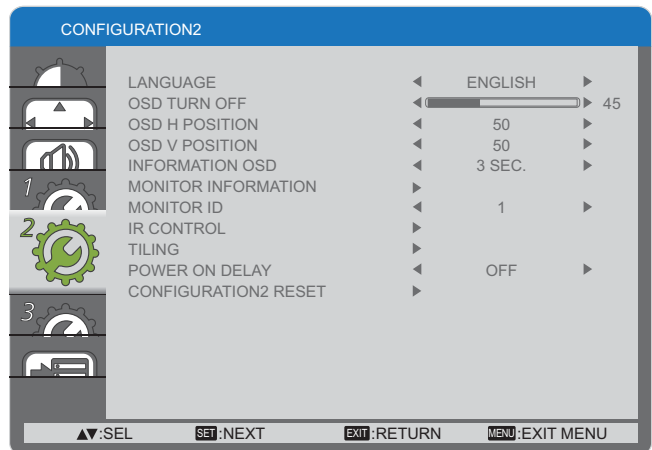 CONFIGURATION2
LANGUAGE ENGLISH
OSD TURN OFF 45
OSD H POSITION 50
OSD V POSITION 50
INFORMATION OSD 3 SEC.
MONITOR INFORMATION
1
MONITOR ID 1
2
IR CONTROL
TILING
POWER ON DELAY OFF
CONFIGURATION2 RESET
3
▲▼:SEL SET:NEXT EXIT:RETURN MENU:EXIT MENU